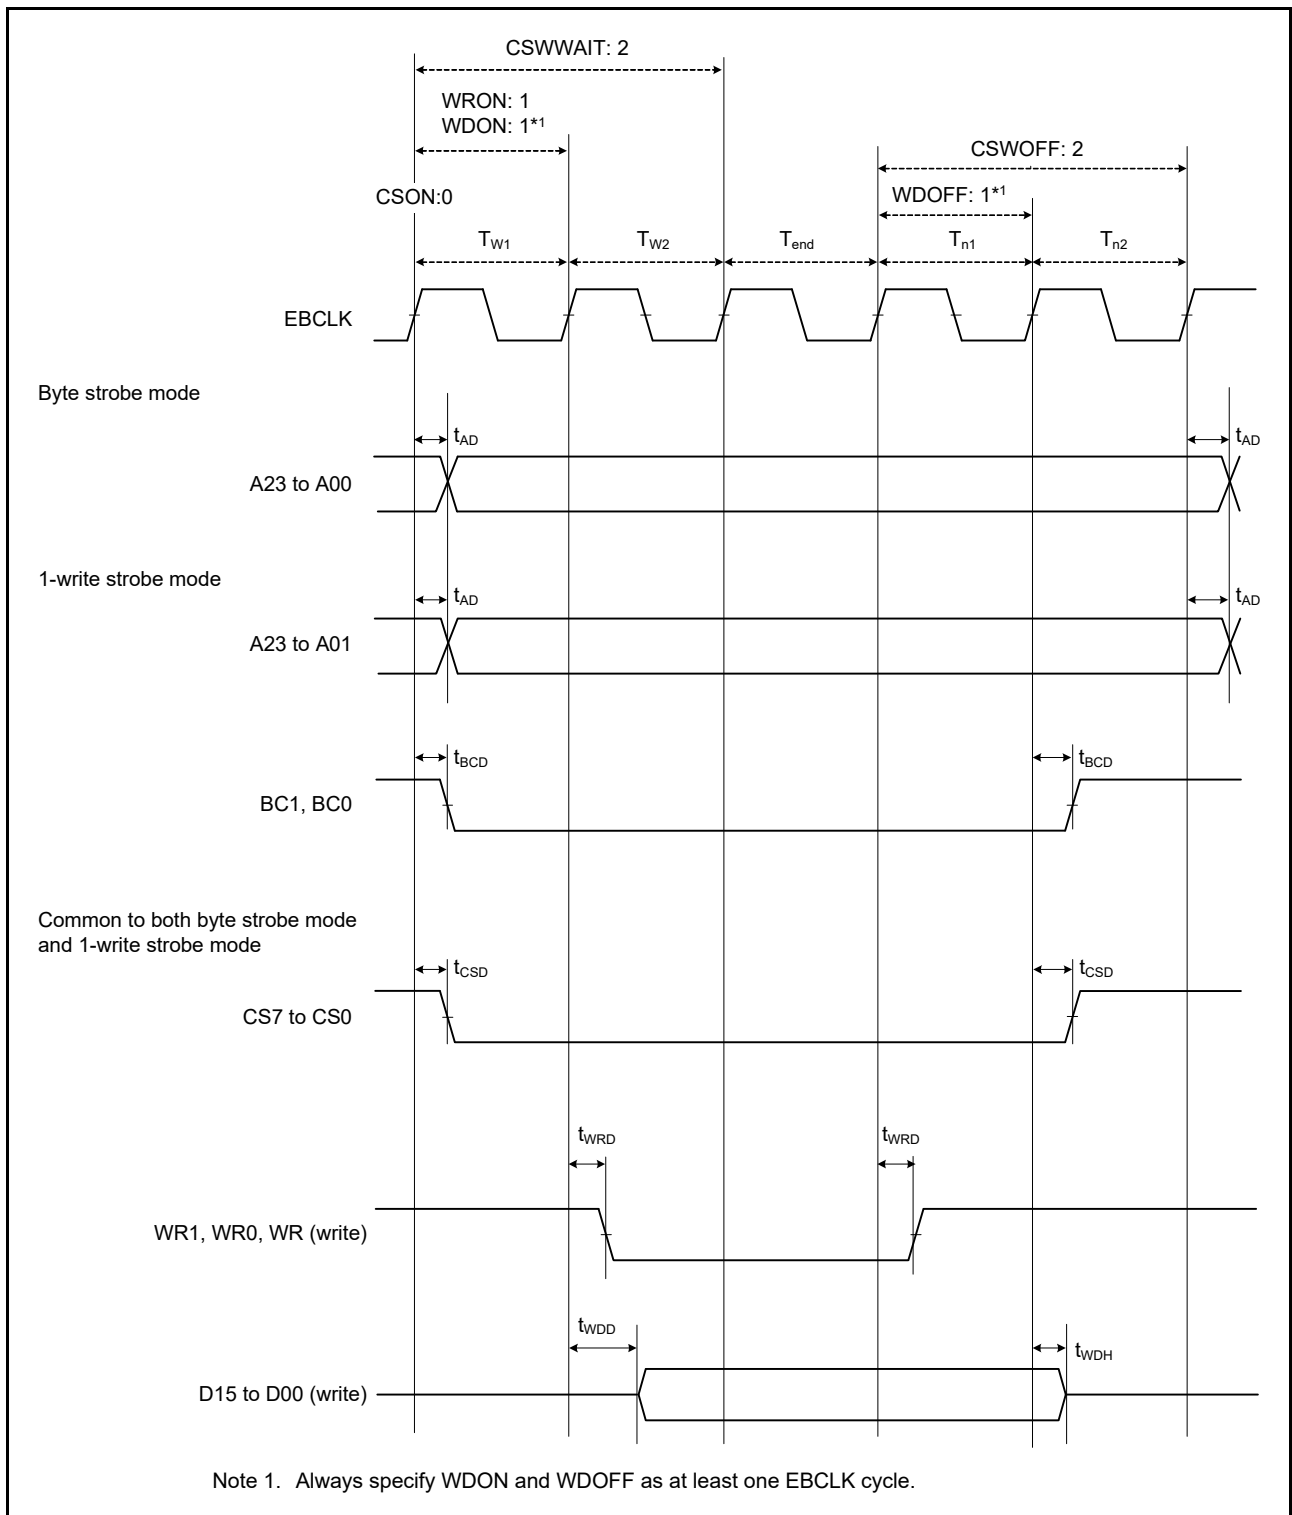 CSWWAIT: 2
WRON: 1
WDON: 1*1
CSWOFF: 2
CSON:0
WDOFF: 1*1
TW1 TW2 Tend Tn1 Tn2
EBCLK
Byte strobe mode
tAD tAD
A23 to A00
1-write strobe mode
tAD tAD
A23 to A01
tBCD tBCD
BC1, BC0
Common to both byte strobe mode
and 1-write strobe mode
tCSD tCSD
CS7 to CS0
tWRD tWRD
WR1, WR0, WR (write)
tWDD tWDH
D15 to D00 (write)
Note 1. Always specify WDON and WDOFF as at least one EBCLK cycle.